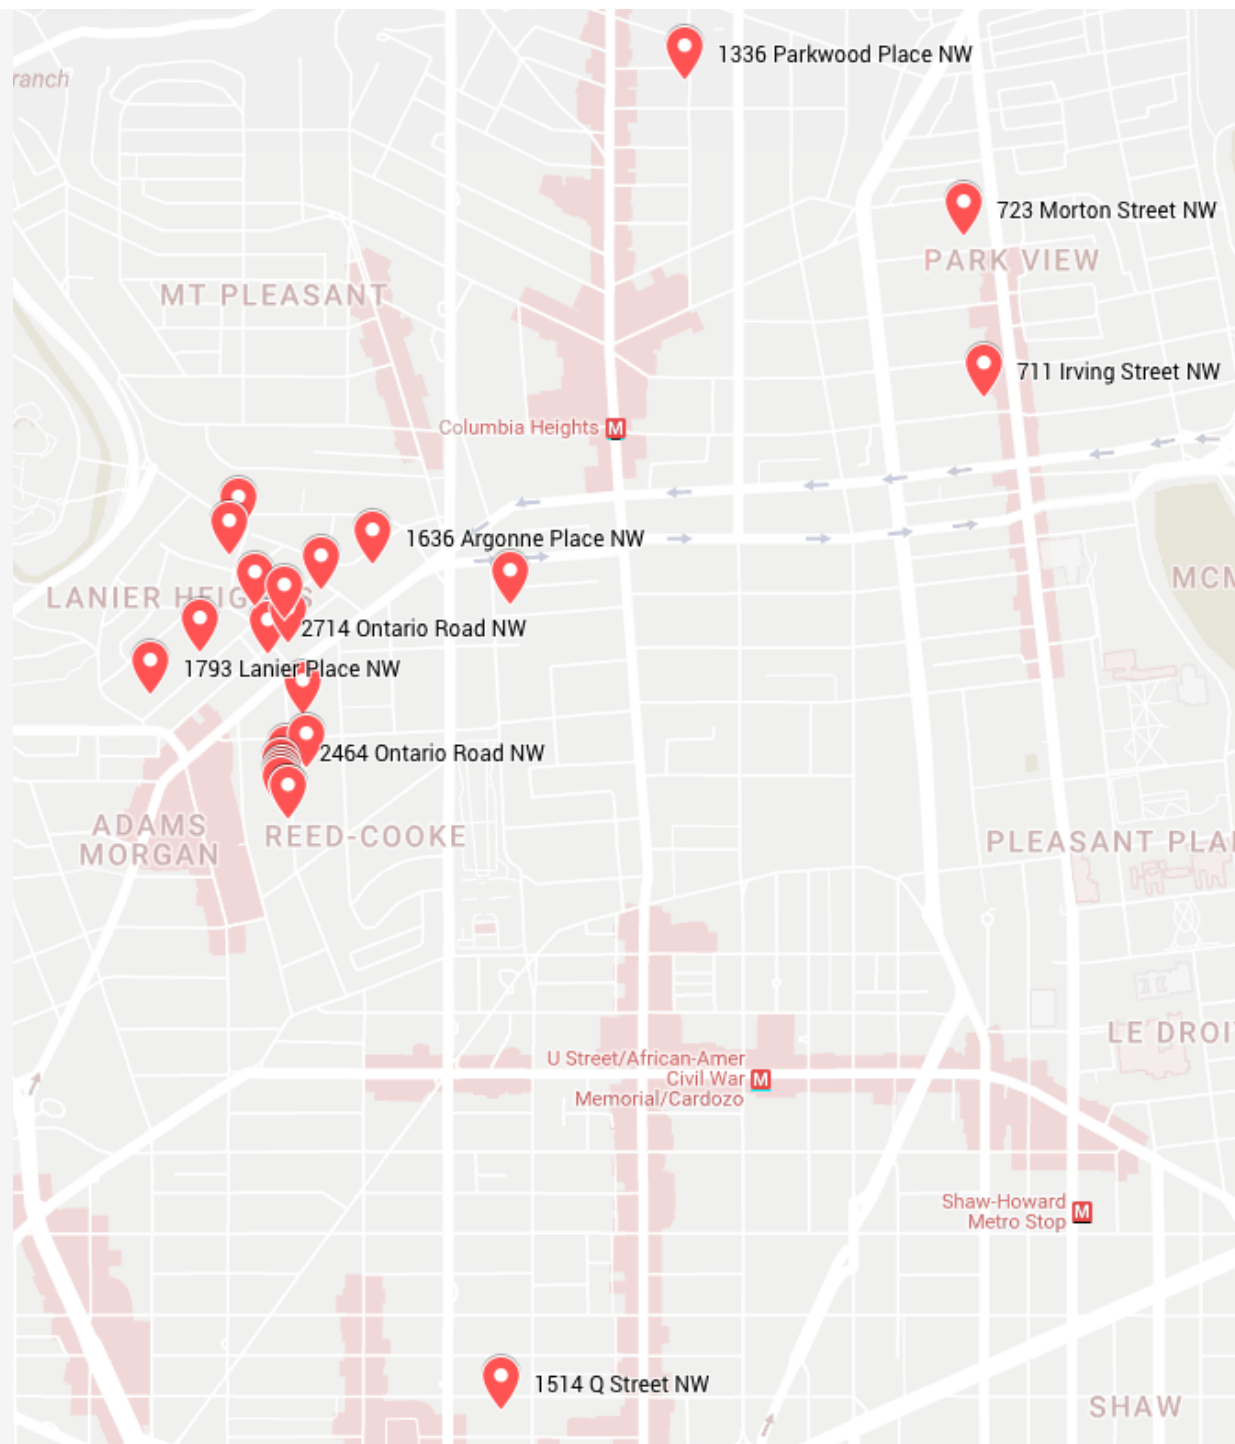 1336 Parkwood Place NW
ranch
723 Morton Street NW
PARK VIEW
MT PLEASANT
711 Irving Street NW
Columbia Heights M
1636 Argonne Place NW
MCM
LANIER HEIGHTS
2714 Ontario Road NW
1793 Lanier Place NW
2464 Ontario Road NW
ADAMS
MORGAN
REED-COOKE
PLEASANT PLAI
LE DROI
U Street/African-Amer
Civil War M
Memorial/Cardozo
Shaw-Howard M
Metro Stop
1514 Q Street NW
SHAW